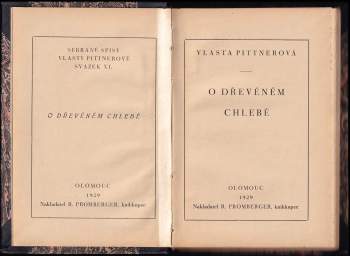 SEBRANÉ SPISY
VLASTY PITTNEROVÉ
SVAZEK XI.
O DŘEVĚNÉM CHLEBĚ
OLOMOUC
1929
Nakladatel R. PROMBERGER, knihkupec
VLASTA PITTNEROVÁ
O DŘEVĚNÉM
CHLEBĚ
OLOMOUC
1929
Nakladatel R. PROMBERGER, knihkupec